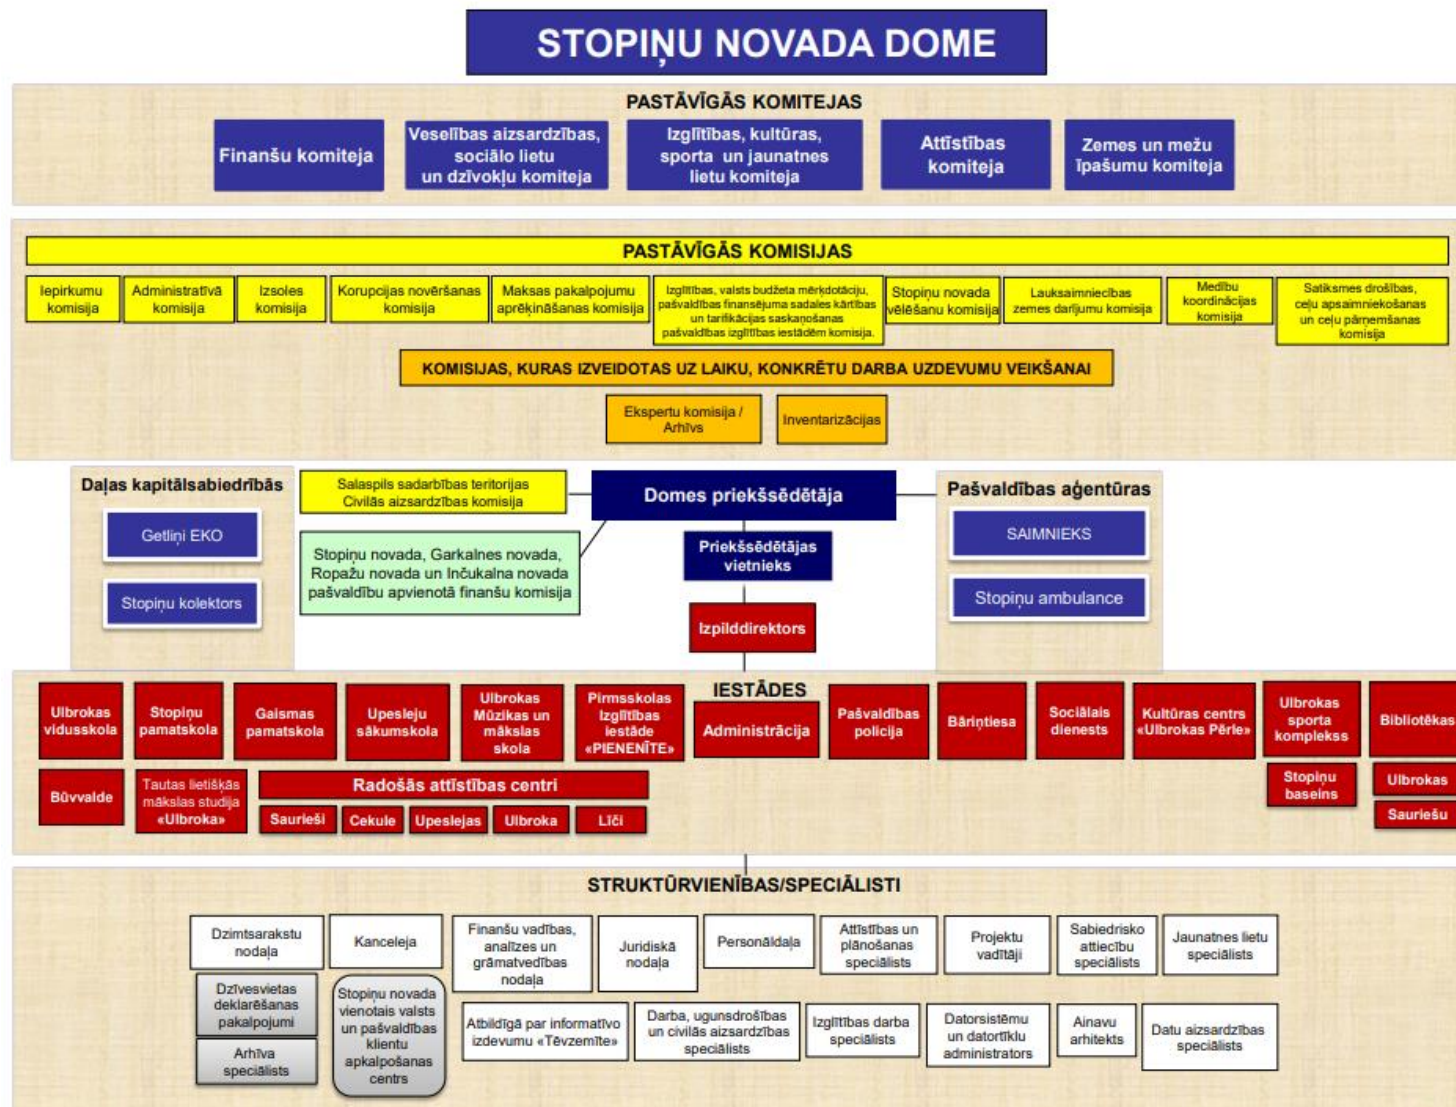 STOPIŅU NOVADA DOME
PASTĀVĪGĀS KOMITEJAS
Finanšu komiteja
Veselības aizsardzības,
sociālo lietu
un dzīvokļu komiteja
Izglītības, kultūras,
sporta un jaunatnes
lietu komiteja
Attīstības
komiteja
Zemes un mežu
īpašumu komiteja
PASTĀVĪGĀS KOMISIJAS
Iepirkumu
komisija
Administratīvā
komisija
Izsoles
komisija
Korupcijas novēršanas
komisija
Maksas pakalpojumu
aprēķināšanas komisija
Izglītības, valsts budžeta mērķdotāciju,
pašvaldības finansējuma sadales kārtības
un tarifikācijas saskaņošanas
pašvaldības izglītības iestādēm komisija.
Stopiņu novada
vēlēšanu komisija
Lauksaimniecības
zemes darījumu komisija
Medību
koordinācijas
komisija
Satiksmes drošības,
ceļu apsaimniekošanas
un ceļu pārņemšanas
komisija
KOMISIJAS, KURAS IZVEIDOTAS UZ LAIKU, KONKRĒTU DARBA UZDEVUMU VEIKŠANAI
Ekspertu komisija /
Arhīvs
Inventarizācijas
Daļas kapitālsabiedrībās
Getliņi EKO
Stopiņu kolektors
Salaspils sadarbības teritorijas
Civilās aizsardzības komisija
Stopiņu novada, Garkalnes novada,
Ropažu novada un Inčukalna novada
pašvaldību apvienotā finanšu komisija
Domes priekšsēdētāja
Priekšsēdētājas
vietnieks
Izpilddirektors
Pašvaldības aģentūras
SAIMNIEKS
Stopiņu ambulance
IESTĀDES
Ulbrokas
vidusskola
Stopiņu
pamatskola
Gaismas
pamatskola
Upesleju
sākumskola
Ulbrokas
Mūzikas un
mākslas
skola
Pirmsskolas
Izglītības
iestāde
«PIENENĪTE»
Administrācija
Pašvaldības
policija
Bāriņtiesa
Sociālais
dienests
Kultūras centrs
«Ulbrokas Pērle»
Ulbrokas
sporta
komplekss
Bibliotēkas
Būvvalde
Tautas lietišķās
mākslas studija
«Ulbroka»
Radošās attīstības centri
Saurieši
Cekule
Upeslejas
Ulbroka
Līči
Stopiņu
baseins
Ulbrokas
Sauriešu
STRUKTŪRVIENĪBAS/SPECIĀLISTI
Dzimtsarakstu
nodaļa
Kanceleja
Finanšu vadības,
analīzes un
grāmatvedības
nodaļa
Juridiskā
nodaļa
Personāldaļa
Attīstības un
plānošanas
speciālists
Projektu
vadītāji
Sabiedrisko
attiecību
speciālists
Jaunatnes lietu
speciālists
Dzīvesvietas
deklarēšanas
pakalpojumi
Arhīva
speciālists
Stopiņu novada
vienotais valsts
un pašvaldības
klientu
apkalpošanas
centrs
Atbildīgā par informatīvo
izdevumu «Tēvzemīte»
Darba, ugunsdrošības
un civilās aizsardzības
speciālists
Izglītības darba
speciālists
Datorsistēmu
un datortīklu
administrators
Ainavu
arhitekts
Datu aizsardzības
speciālists